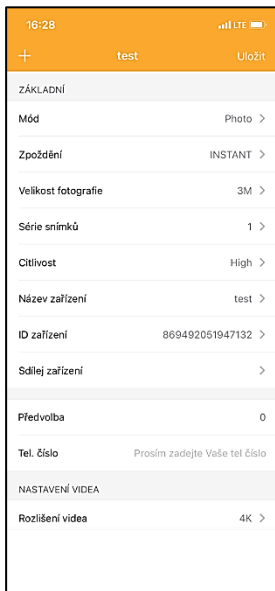 16:28 LTE
+ test Uložit
ZÁKLADNÍ
Mód Photo >
Zpoždění INSTANT >
Velikost fotografie 3M >
Série snímků 1 >
Citlivost High >
Název zařízení test >
ID zařízení 869492051947132 >
Sdílej zařízení >
Předvolba 0
Tel. číslo Prosím zadejte Vaše tel číslo
NASTAVENÍ VIDEA
Rozlišení videa 4K >